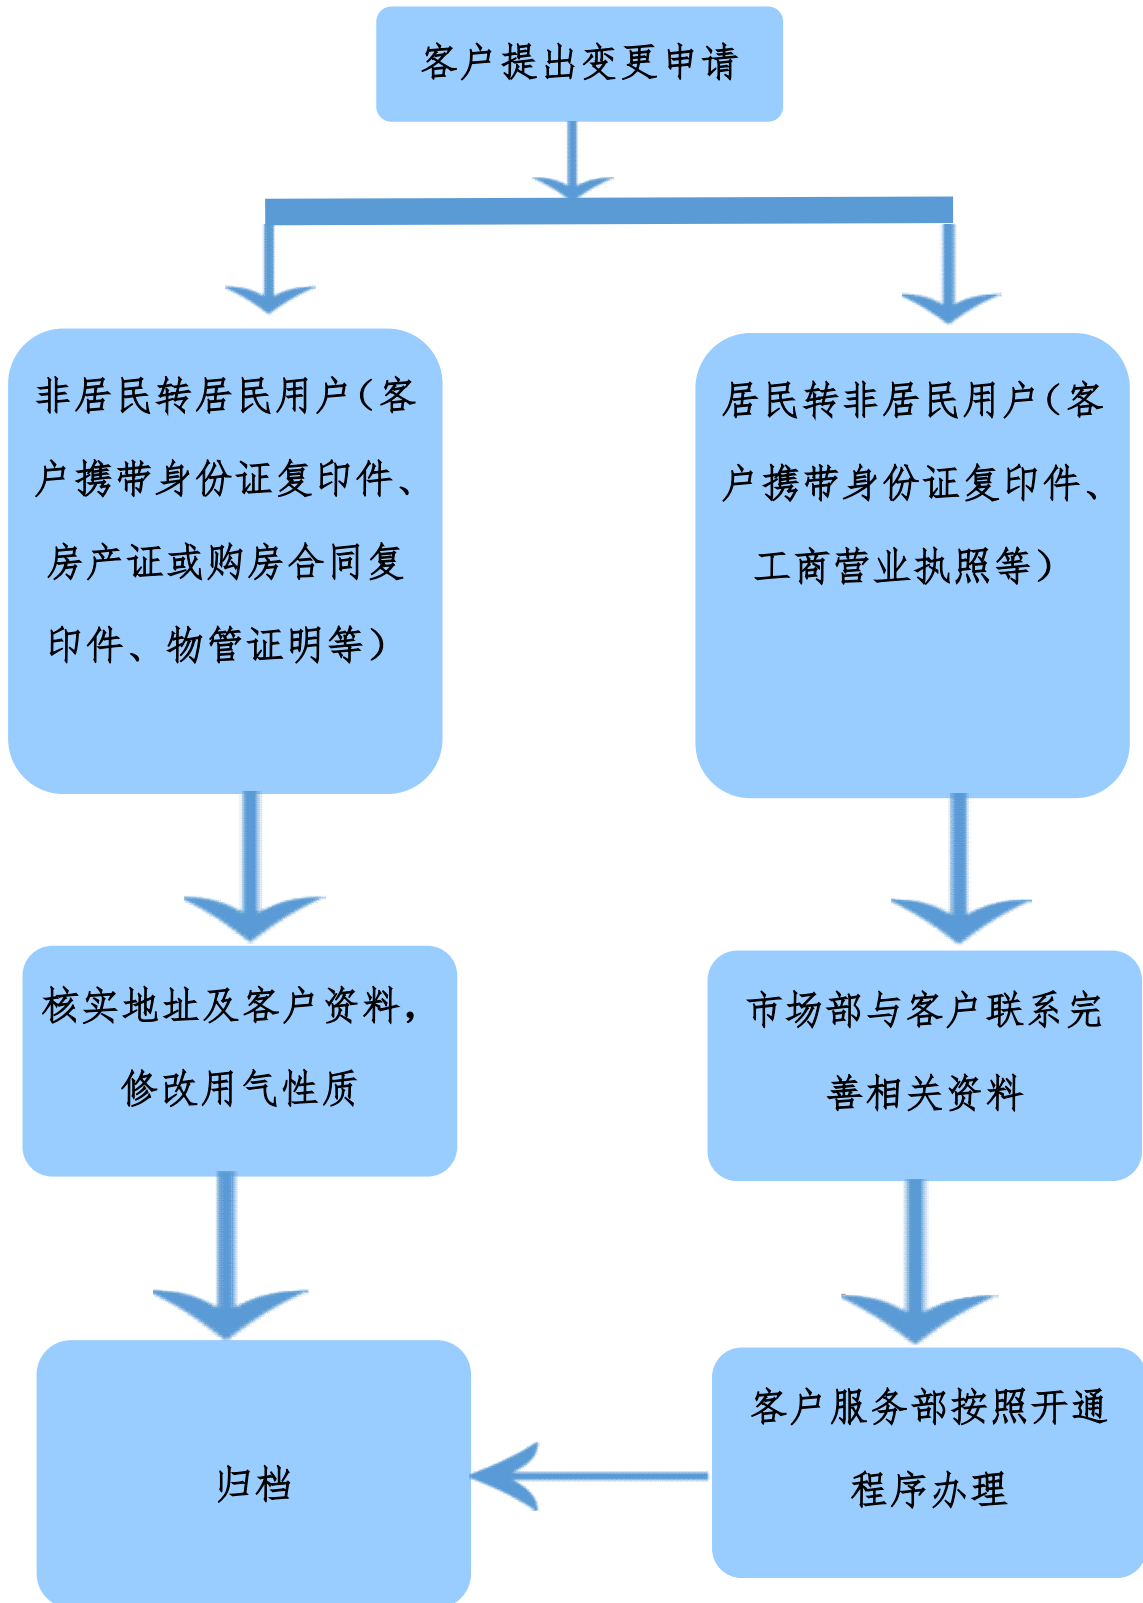 客户提出变更申请
非居民转居民用户（客
户携带身份证复印件、
房产证或购房合同复
印件、物管证明等）
居民转非居民用户（客
户携带身份证复印件、
工商营业执照等）
核实地址及客户资料，
修改用气性质
市场部与客户联系完
善相关资料
客户服务部按照开通
程序办理
归档